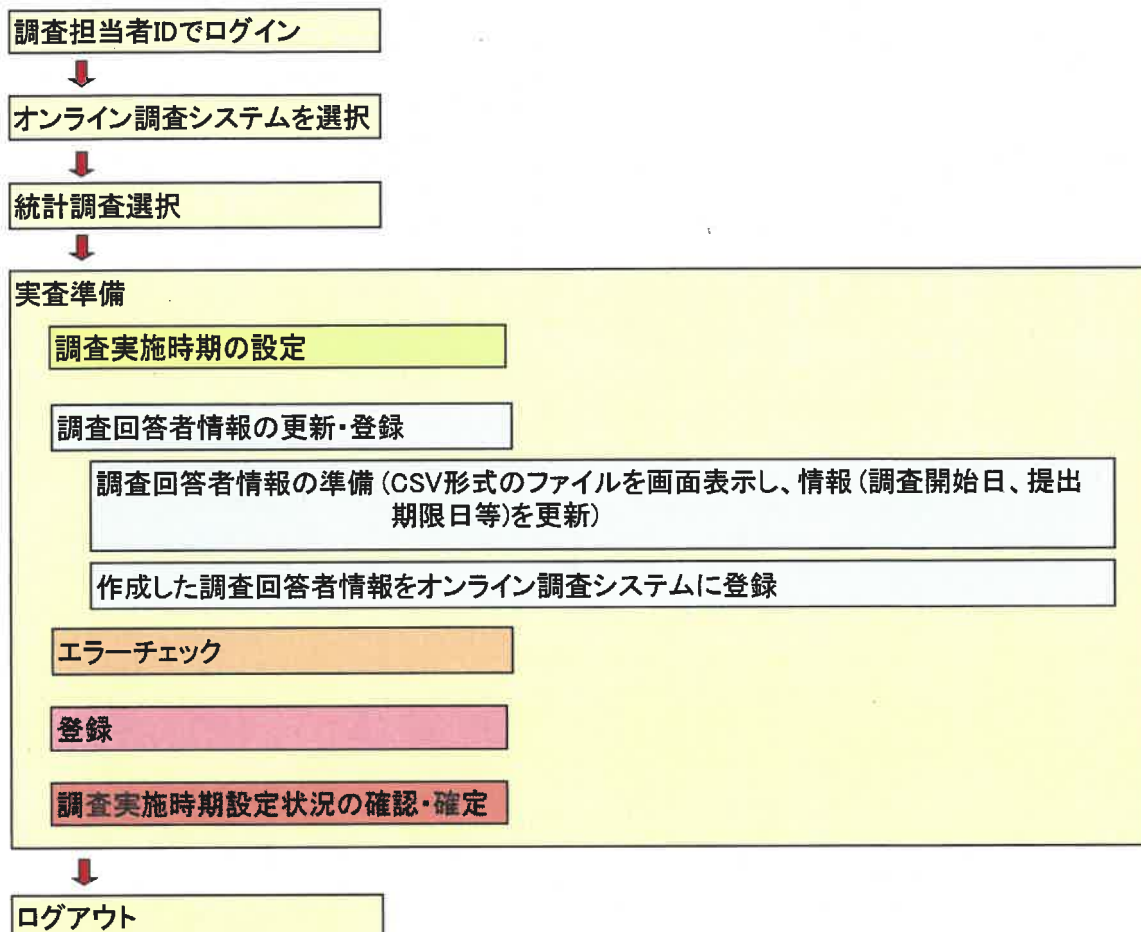 調査担当者IDでログイン
オンライン調査システムを選択
統計調査選択
実査準備
調査実施時期の設定
調査回答者情報の更新・登録
調査回答者情報の準備(CSV形式のファイルを画面表示し、情報(調査開始日、提出
期限日等)を更新)
作成した調査回答者情報をオンライン調査システムに登録
エラーチェック
登録
調査実施時期設定状況の確認・確定
ログアウト